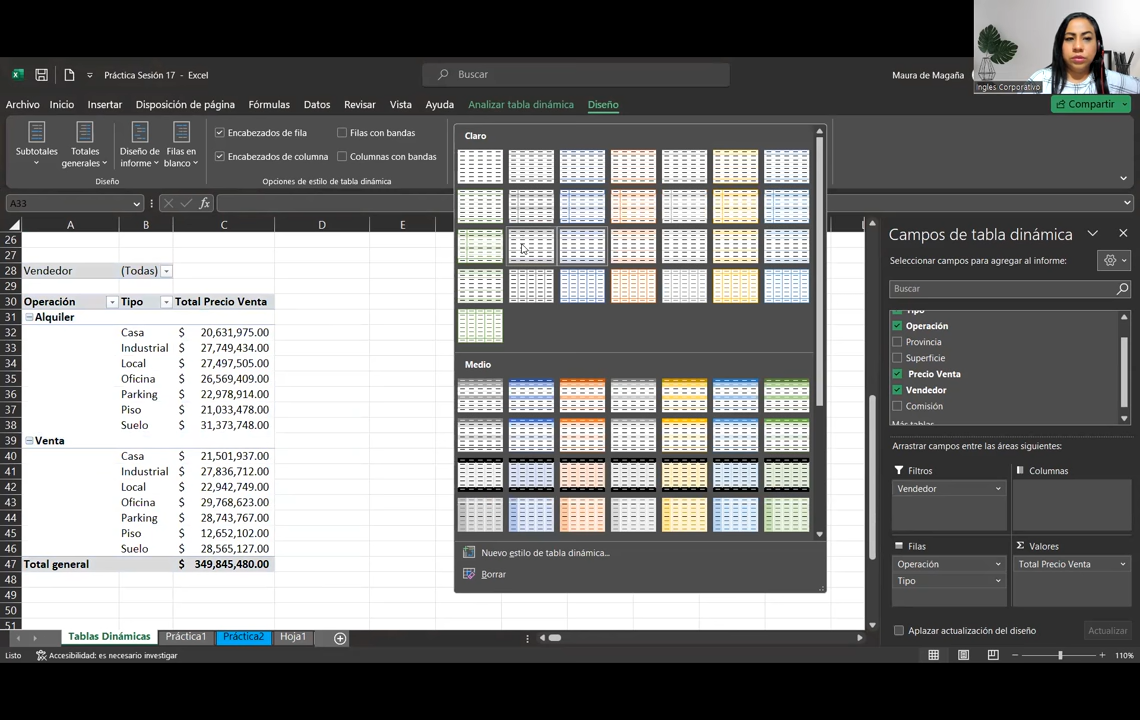 Ingles Corporativo
Práctica Sesión 17 - Excel
Buscar
Maura de Magaña
Archivo Inicio Insertar Disposición de página Fórmulas Datos Revisar Vista Ayuda Analizar tabla dinámica Diseño
Compartir
Subtotales
Totales generales
Diseño de informe
Filas en blanco
Encabezados de fila
Filas con bandas
Encabezados de columna
Columnas con bandas
Diseño
Opciones de estilo de tabla dinámica
A33
fx
A B C D E
26
27
28 Vendedor (Todas)
29
30 Operación Tipo Total Precio Venta
31 Alquiler
32 Casa $ 20,631,975.00
33 Industrial $ 27,749,434.00
34 Local $ 27,497,505.00
35 Oficina $ 26,569,409.00
36 Parking $ 22,978,914.00
37 Piso $ 21,033,478.00
38 Suelo $ 31,373,748.00
39 Venta
40 Casa $ 21,501,937.00
41 Industrial $ 27,836,712.00
42 Local $ 22,942,749.00
43 Oficina $ 29,768,623.00
44 Parking $ 28,743,767.00
45 Piso $ 12,652,102.00
46 Suelo $ 28,565,127.00
47 Total general $ 349,845,480.00
48
49
50
51
Claro
Medio
Nuevo estilo de tabla dinámica...
Borrar
Campos de tabla dinámica
Seleccionar campos para agregar al informe:
Buscar
Tipo
Operación
Provincia
Superficie
Precio Venta
Vendedor
Comisión
Más tablas
Arrastrar campos entre las áreas siguientes:
Filtros
Columnas
Vendedor
Filas
Σ Valores
Operación
Total Precio Venta
Tipo
Aplazar actualización del diseño
Actualizar
Tablas Dinámicas Práctica1 Práctica2 Hoja1
Listo
Accesibilidad: es necesario investigar
110%